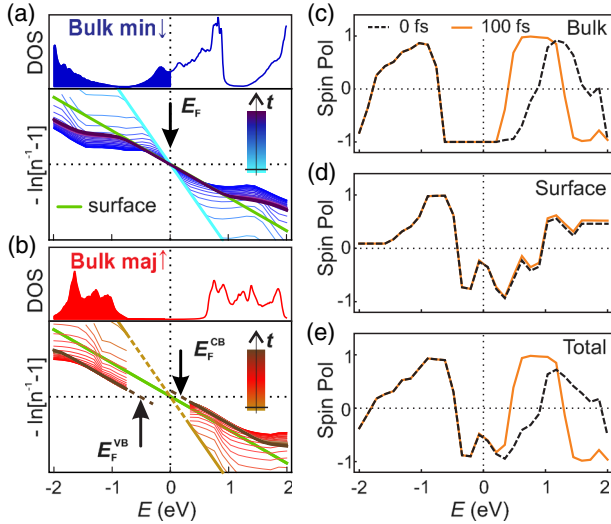 (a)
Bulk min↓
DOS
E_F
t
- ln[n⁻¹-1]
surface
(b)
Bulk maj↑
DOS
E_F^CB
t
- ln[n⁻¹-1]
E_F^VB
-2 -1 0 1 2
E (eV)
(c)
0 fs 100 fs Bulk
1
Spin Pol
0
-1
(d)
Surface
1
Spin Pol
0
1
(e)
Total
1
Spin Pol
0
-1
-2 -1 0 1 2
E (eV)